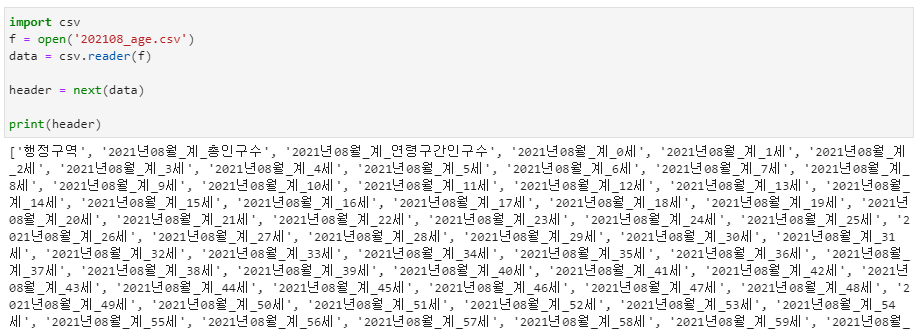 import csv
f = open('202108_age.csv')
data = csv.reader(f)
header = next(data)
print(header)
['행정구역', '2021년08월_계_총인구수', '2021년08월_계_연령구간인구수', '2021년08월_계_0세', '2021년08월_계_1세', '2021년08월_계
_2세', '2021년08월_계_3세', '2021년08월_계_4세', '2021년08월_계_5세', '2021년08월_계_6세', '2021년08월_계_7세', '2021년08월_계_
8세', '2021년08월_계_9세', '2021년08월_계_10세', '2021년08월_계_11세', '2021년08월_계_12세', '2021년08월_계_13세', '2021년08월_
계_14세', '2021년08월_계_15세', '2021년08월_계_16세', '2021년08월_계_17세', '2021년08월_계_18세', '2021년08월_계_19세', '2021년
08월_계_20세', '2021년08월_계_21세', '2021년08월_계_22세', '2021년08월_계_23세', '2021년08월_계_24세', '2021년08월_계_25세', '2
021년08월_계_26세', '2021년08월_계_27세', '2021년08월_계_28세', '2021년08월_계_29세', '2021년08월_계_30세', '2021년08월_계_31
세', '2021년08월_계_32세', '2021년08월_계_33세', '2021년08월_계_34세', '2021년08월_계_35세', '2021년08월_계_36세', '2021년08월_계
_37세', '2021년08월_계_38세', '2021년08월_계_39세', '2021년08월_계_40세', '2021년08월_계_41세', '2021년08월_계_42세', '2021년
08월_계_43세', '2021년08월_계_44세', '2021년08월_계_45세', '2021년08월_계_46세', '2021년08월_계_47세', '2021년08월_계_48세', '2
021년08월_계_49세', '2021년08월_계_50세', '2021년08월_계_51세', '2021년08월_계_52세', '2021년08월_계_53세', '2021년08월_계_54
세', '2021년08월_계_55세', '2021년08월_계_56세', '2021년08월_계_57세', '2021년08월_계_58세', '2021년08월_계_59세', '2021년08월_